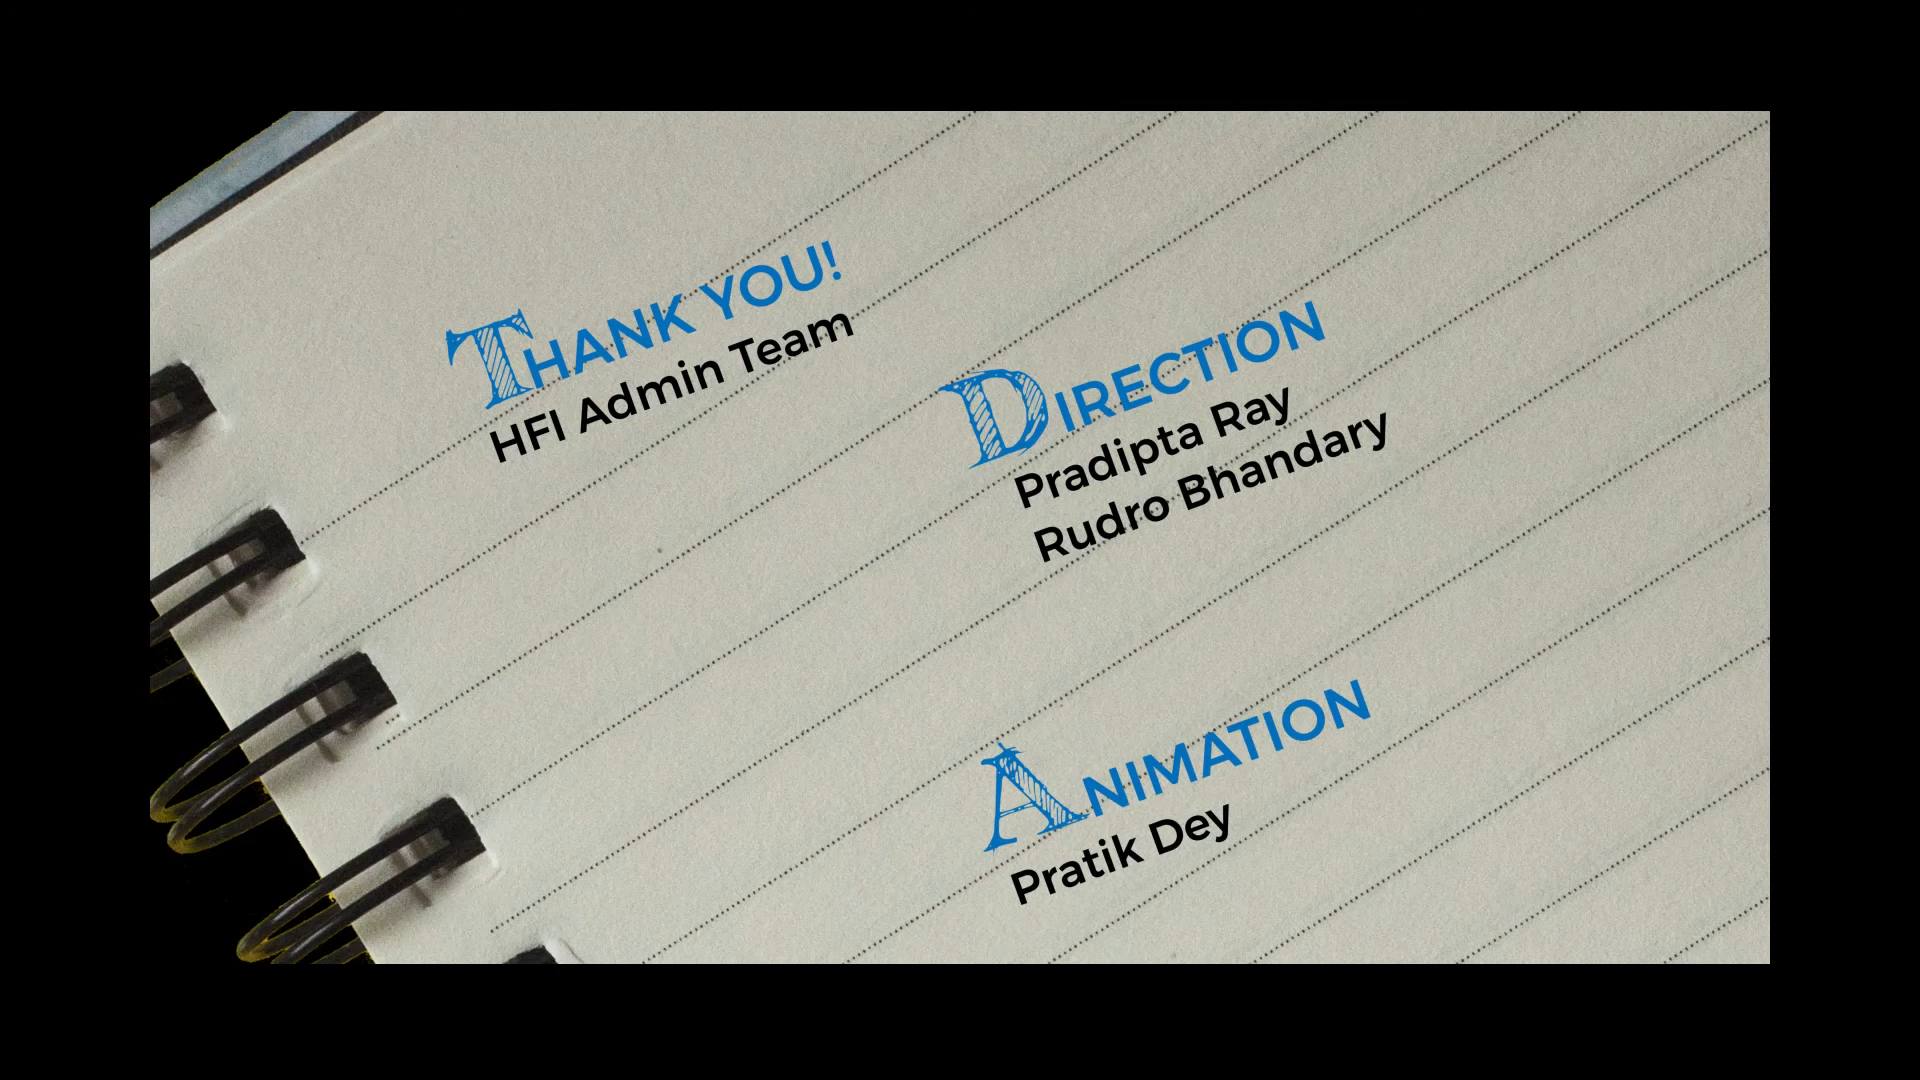 THANK YOU!
HFI Admin Team
DIRECTION
Pradipta Ray
Rudro Bhandary
ANIMATION
Pratik Dey